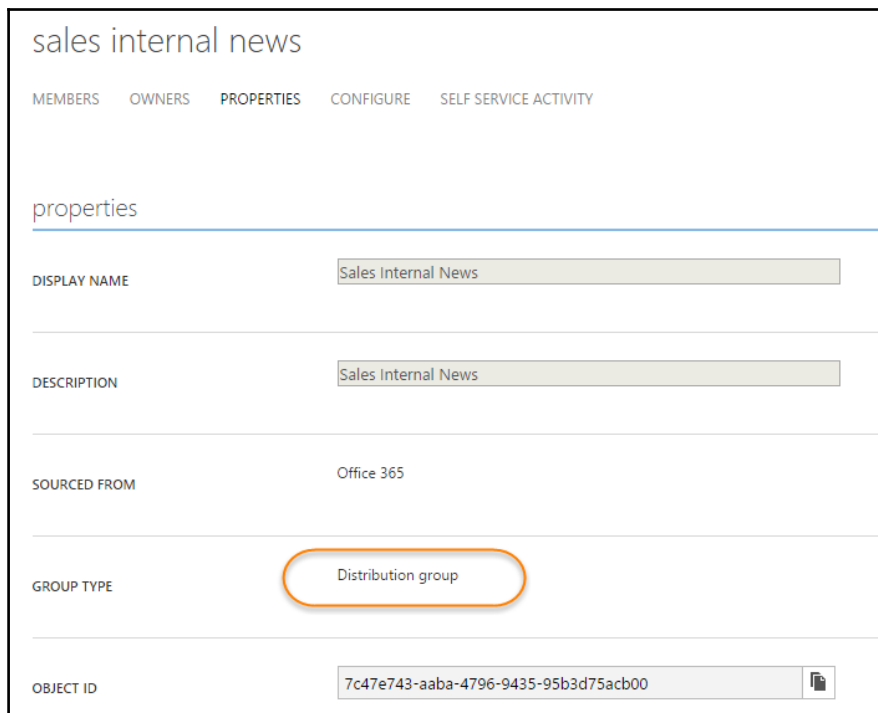 sales internal news
MEMBERS OWNERS PROPERTIES CONFIGURE SELF SERVICE ACTIVITY
properties
DISPLAY NAME Sales Internal News
DESCRIPTION Sales Internal News
SOURCED FROM Office 365
GROUP TYPE Distribution group
OBJECT ID 7c47e743-aaba-4796-9435-95b3d75acb00